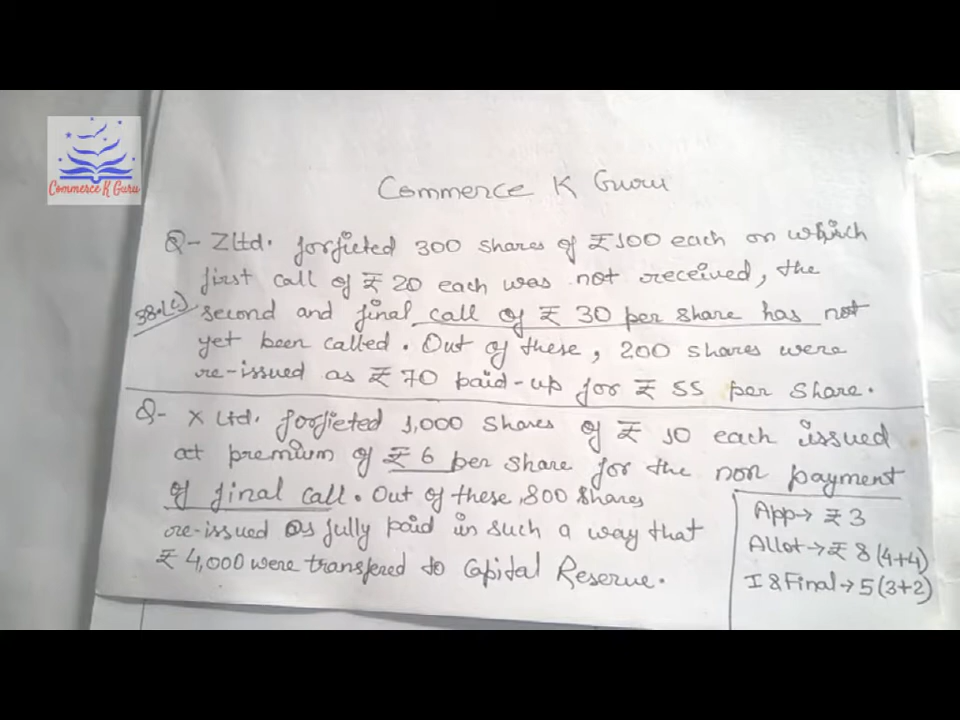 Commerce K Guru
Commerce K Guru
Q- Z Ltd. forfieted 300 shares of ₹100 each on which
first call of ₹ 20 each was not received, the
38.(c)
second and final call of ₹ 30 per share has not
yet been called. Out of these, 200 shares were
re-issued as ₹ 70 paid-up for ₹ 55 per share.
Q- X Ltd. forfieted 1,000 shares of ₹ 10 each issued
at premium of ₹ 6 per share for the non payment
of final call. Out of these, 800 shares
re-issued as fully paid in such a way that
₹ 4,000 were transfered to Capital Reserve.
App→ ₹ 3
Allot→ ₹ 8 (4+4)
I & Final→ 5 (3+2)